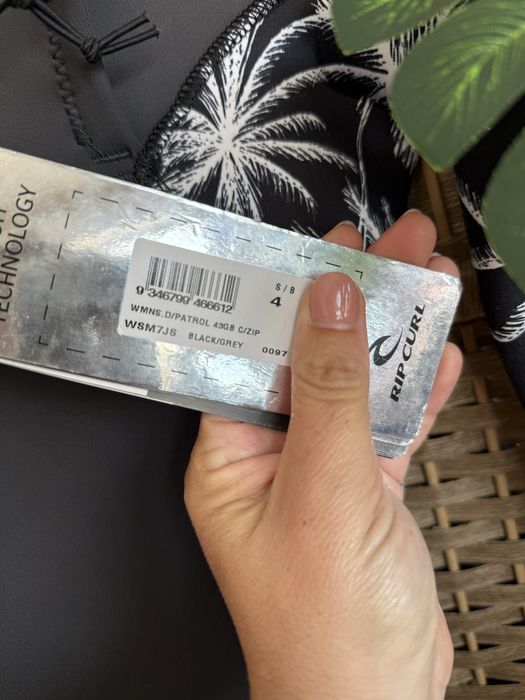 TECHNOLOGY
S/B
4
9 346799 466612
WMNS.D/PATROL 43GB C/ZIP
WSM7JS BLACK/GREY 0097
RIP CURL